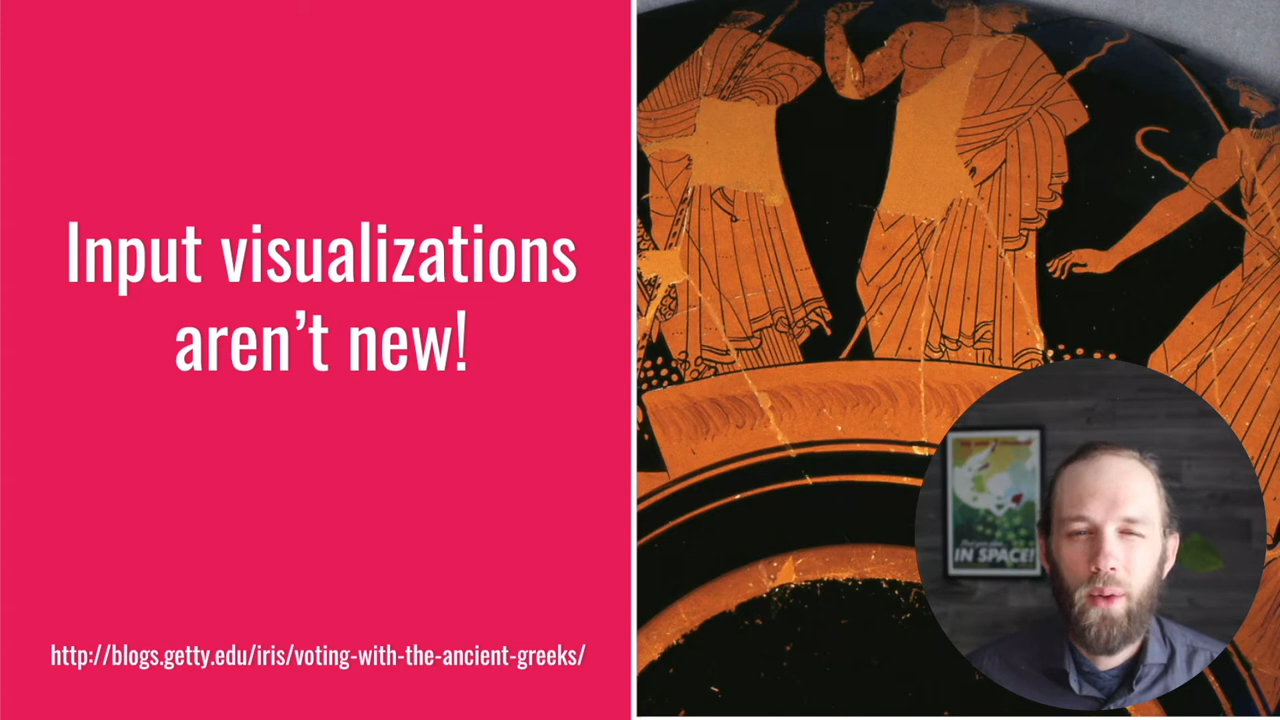 Input visualizations
aren’t new!
http://blogs.getty.edu/iris/voting-with-the-ancient-greeks/
IN SPACE!